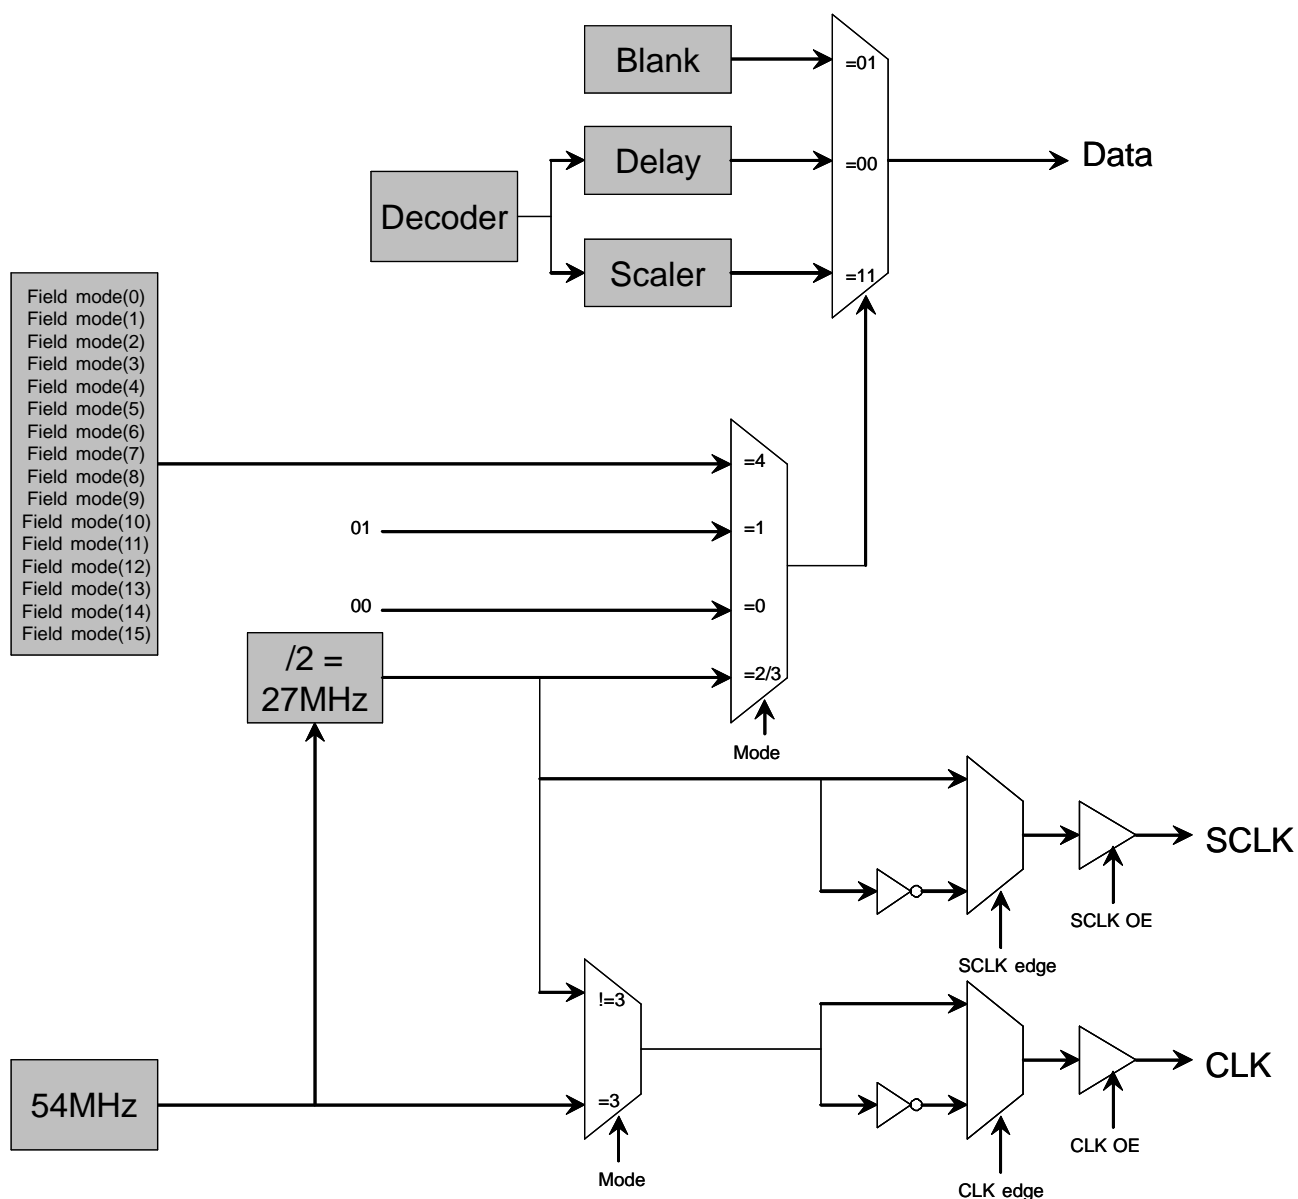 Blank
=01
Delay
=00
Data
Decoder
Scaler
=11
Field mode(0)
Field mode(1)
Field mode(2)
Field mode(3)
Field mode(4)
Field mode(5)
Field mode(6)
Field mode(7)
Field mode(8)
Field mode(9)
Field mode(10)
Field mode(11)
Field mode(12)
Field mode(13)
Field mode(14)
Field mode(15)
=4
01
=1
00
=0
/2 =
27MHz
=2/3
Mode
SCLK
SCLK OE
SCLK edge
!=3
54MHz
=3
Mode
CLK
CLK OE
CLK edge